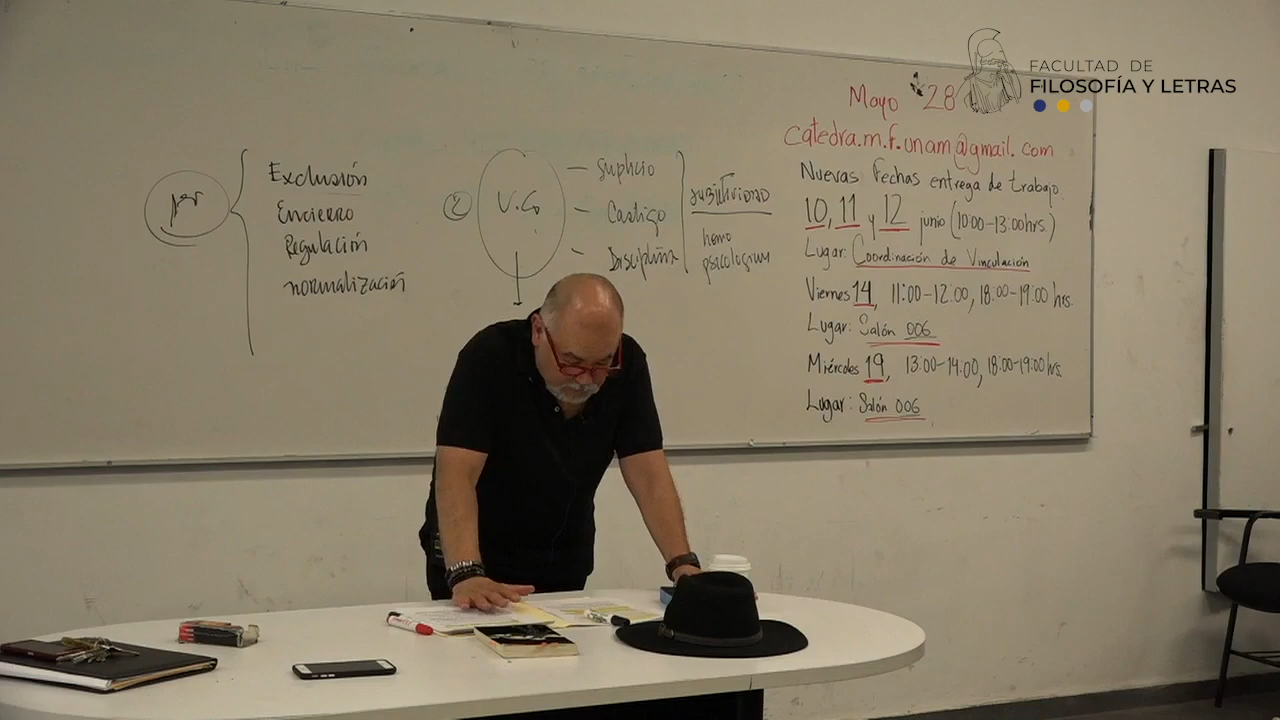 FACULTAD DE
FILOSOFÍA Y LETRAS
Exclusión
Encierro
Regulación
normalización
2
Suplicio
Castigo
Disciplina
subjetividad
homo
psicologicum
Mayo 28
catedra.m.f.unam@gmail.com
Nuevas Fechas entrega de trabajo.
10, 11 y 12 junio (10:00-13:00hrs.)
Lugar: Coordinación de Vinculación
Viernes 14, 11:00-12:00, 18:00-19:00 hrs.
Lugar: Salón 006
Miércoles 19, 13:00-14:00, 18:00-19:00 hrs.
Lugar: Salón 006